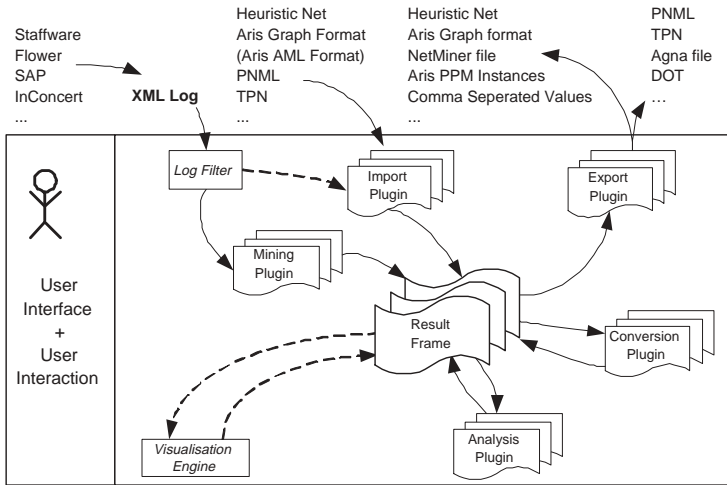 Staffware
Flower
SAP
InConcert
...
XML Log
Heuristic Net
Aris Graph Format
(Aris AML Format)
PNML
TPN
...
Heuristic Net
Aris Graph format
NetMiner file
Aris PPM Instances
Comma Seperated Values
...
PNML
TPN
Agna file
DOT
...
Log Filter
Import
Plugin
Export
Plugin
User
Interface
+
User
Interaction
Mining
Plugin
Result
Frame
Conversion
Plugin
Visualisation
Engine
Analysis
Plugin